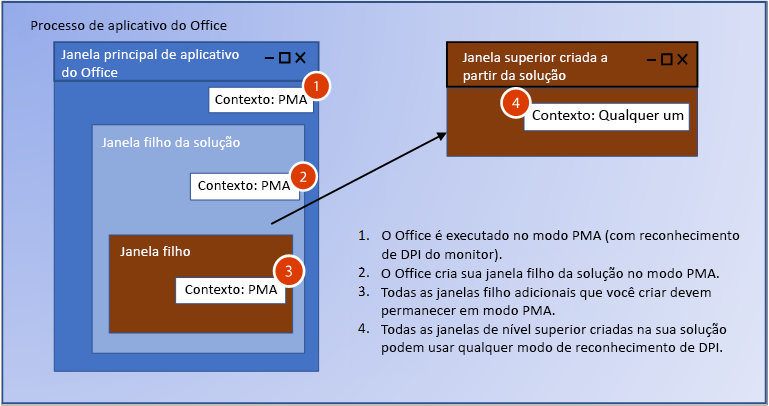 Processo de aplicativo do Office
Janela principal de aplicativo
do Office
1
Contexto: PMA
Janela filho da solução
2
Contexto: PMA
Janela filho
3
Contexto: PMA
Janela superior criada a
partir da solução
4
Contexto: Qualquer um
1. O Office é executado no modo PMA (com reconhecimento
de DPI do monitor).
2. O Office cria sua janela filho da solução no modo PMA.
3. Todas as janelas filho adicionais que você criar devem
permanecer em modo PMA.
4. Todas as janelas de nível superior criadas na sua solução
podem usar qualquer modo de reconhecimento de DPI.